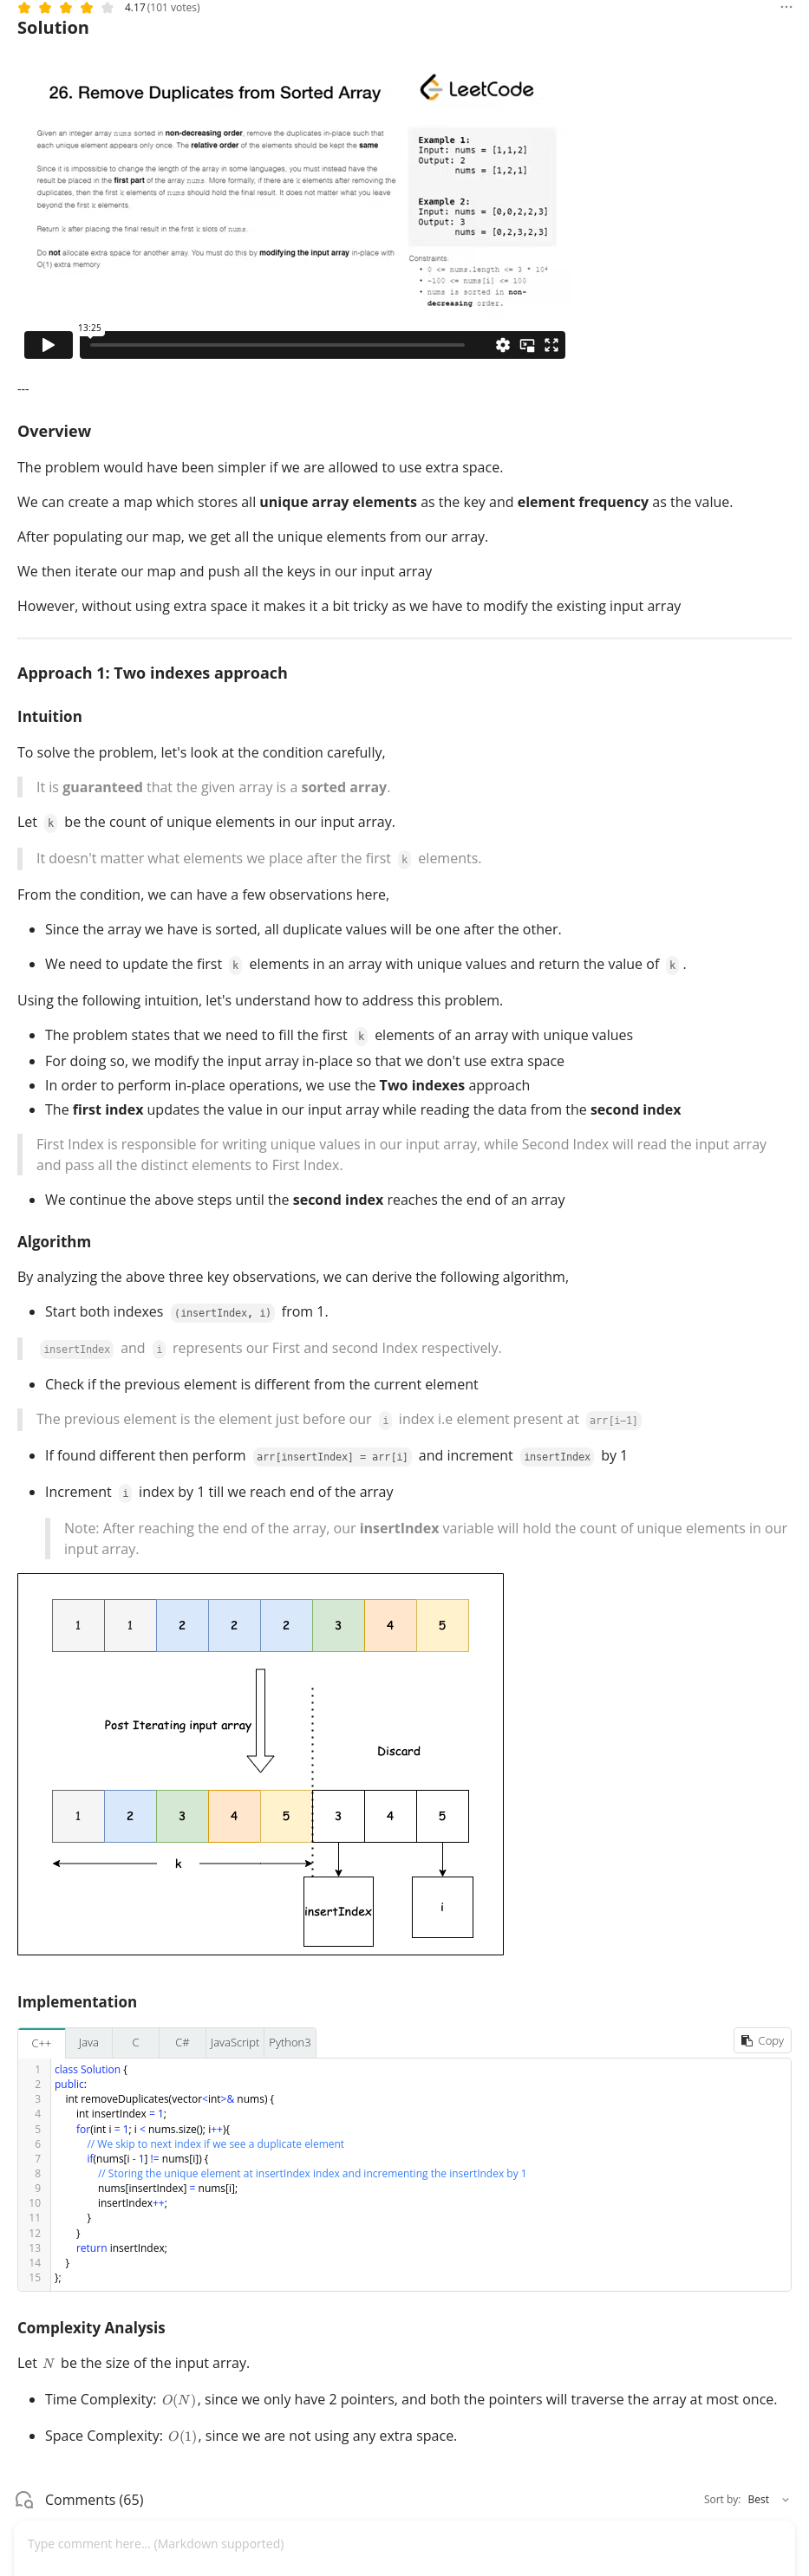 4.17 (101 votes)
Solution
26. Remove Duplicates from Sorted Array
LeetCode
Given an integer array nums sorted in non-decreasing order, remove the duplicates in-place such that
each unique element appears only once. The relative order of the elements should be kept the same
Since it is impossible to change the length of the array in some languages, you must instead have the
result be placed in the first part of the array nums. More formally, if there are k elements after removing the
duplicates, then the first k elements of nums should hold the final result. It does not matter what you leave
beyond the first k elements.
Return k after placing the final result in the first k slots of nums.
Do not allocate extra space for another array. You must do this by modifying the input array in-place with
O(1) extra memory
Example 1:
Input: nums = [1,1,2]
Output: 2
nums = [1,2,1]
Example 2:
Input: nums = [0,0,2,2,3]
Output: 3
nums = [0,2,3,2,3]
Constraints:
• 0 <= nums.length <= 3 * 10⁴
• -100 <= nums[i] <= 100
• nums is sorted in non-
decreasing order.
13:25
---
Overview
The problem would have been simpler if we are allowed to use extra space.
We can create a map which stores all unique array elements as the key and element frequency as the value.
After populating our map, we get all the unique elements from our array.
We then iterate our map and push all the keys in our input array
However, without using extra space it makes it a bit tricky as we have to modify the existing input array
Approach 1: Two indexes approach
Intuition
To solve the problem, let's look at the condition carefully,
It is guaranteed that the given array is a sorted array.
Let k be the count of unique elements in our input array.
It doesn't matter what elements we place after the first k elements.
From the condition, we can have a few observations here,
• Since the array we have is sorted, all duplicate values will be one after the other.
• We need to update the first k elements in an array with unique values and return the value of k .
Using the following intuition, let's understand how to address this problem.
• The problem states that we need to fill the first k elements of an array with unique values
• For doing so, we modify the input array in-place so that we don't use extra space
• In order to perform in-place operations, we use the Two indexes approach
• The first index updates the value in our input array while reading the data from the second index
First Index is responsible for writing unique values in our input array, while Second Index will read the input array
and pass all the distinct elements to First Index.
• We continue the above steps until the second index reaches the end of an array
Algorithm
By analyzing the above three key observations, we can derive the following algorithm,
• Start both indexes (insertIndex, i) from 1.
insertIndex and i represents our First and second Index respectively.
• Check if the previous element is different from the current element
The previous element is the element just before our i index i.e element present at arr[i-1]
• If found different then perform arr[insertIndex] = arr[i] and increment insertIndex by 1
• Increment i index by 1 till we reach end of the array
Note: After reaching the end of the array, our insertIndex variable will hold the count of unique elements in our
input array.
1 1 2 2 2 3 4 5
Post Iterating input array
Discard
1 2 3 4 5 3 4 5
k
insertIndex
i
Implementation
C++ Java C C# JavaScript Python3
Copy
1 class Solution {
2 public:
3 int removeDuplicates(vector<int>& nums) {
4 int insertIndex = 1;
5 for(int i = 1; i < nums.size(); i++){
6 // We skip to next index if we see a duplicate element
7 if(nums[i - 1] != nums[i]) {
8 // Storing the unique element at insertIndex index and incrementing the insertIndex by 1
9 nums[insertIndex] = nums[i];
10 insertIndex++;
11 }
12 }
13 return insertIndex;
14 }
15 };
Complexity Analysis
Let N be the size of the input array.
• Time Complexity: O(N), since we only have 2 pointers, and both the pointers will traverse the array at most once.
• Space Complexity: O(1), since we are not using any extra space.
Comments (65)
Sort by: Best
Type comment here... (Markdown supported)